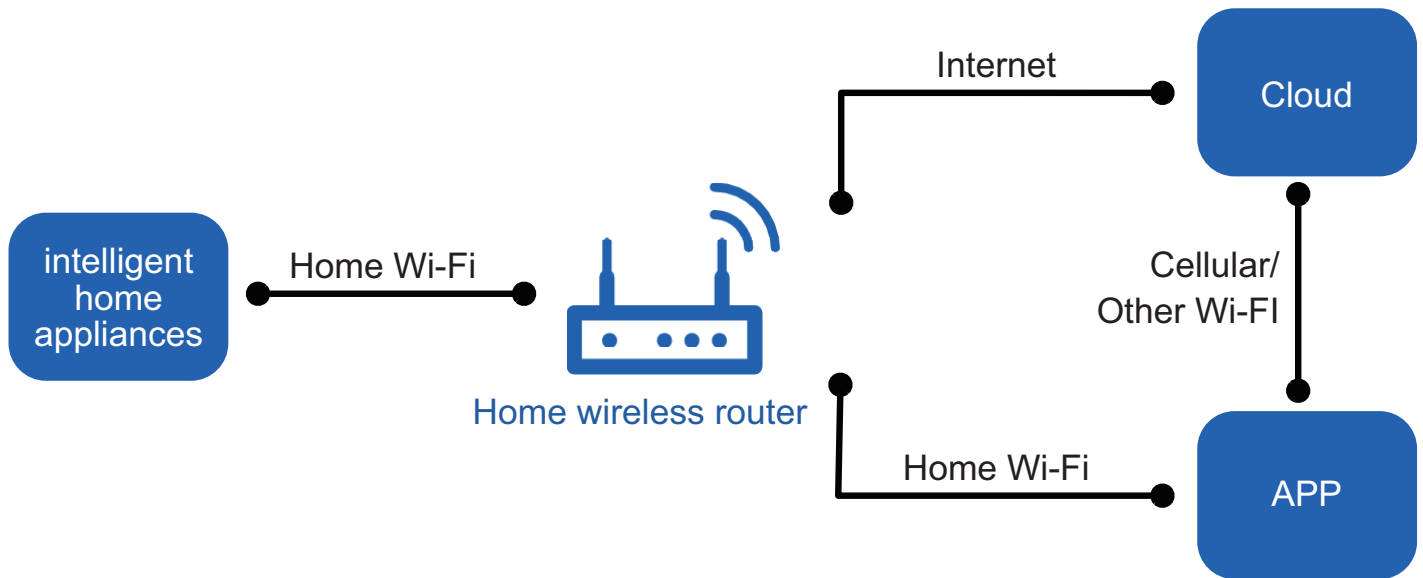 Internet
Cloud
intelligent
home
appliances
Home Wi-Fi
Home wireless router
Cellular/
Other Wi-FI
Home Wi-Fi
APP